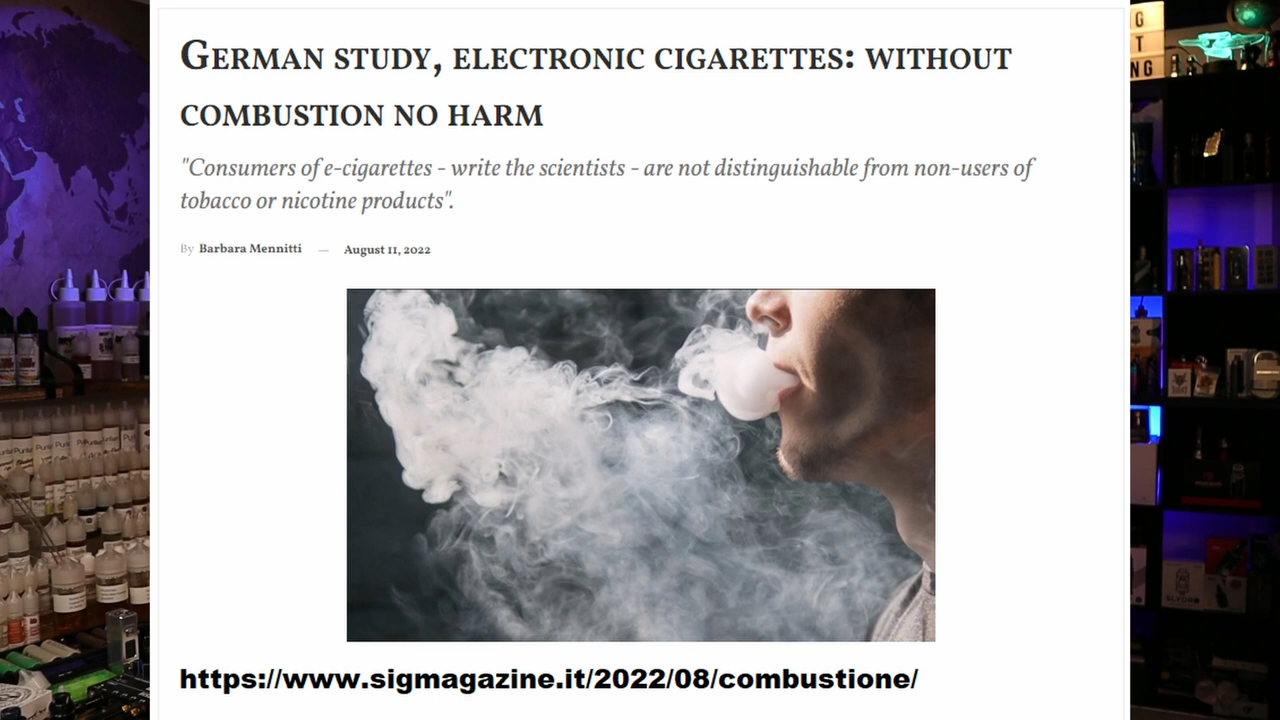 German study, electronic cigarettes: without
combustion no harm
"Consumers of e-cigarettes - write the scientists - are not distinguishable from non-users of
tobacco or nicotine products".
By Barbara Mennitti — August 11, 2022
https://www.sigmagazine.it/2022/08/combustione/